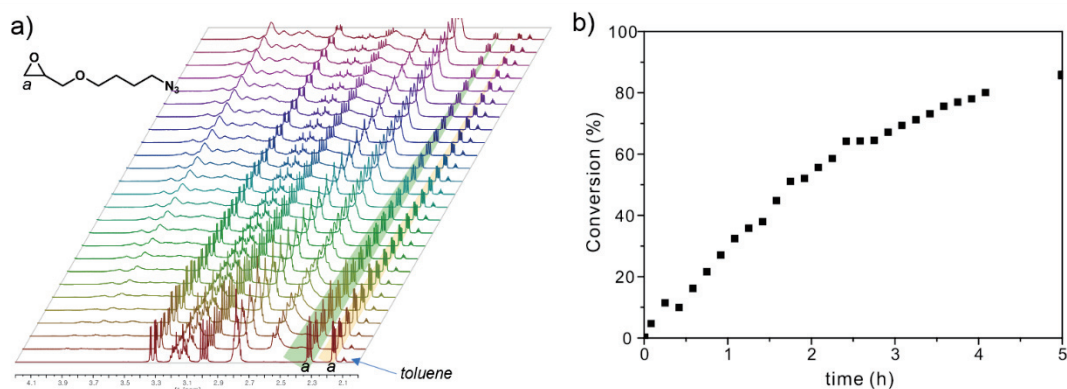 a)
O
a
O
N3
a
a
toluene
4.1 3.9 3.7 3.5 3.3 3.1 2.9 2.7 2.5 2.3 2.1
b)
100
80
60
40
20
0
Conversion (%)
0 1 2 3 4 5
time (h)